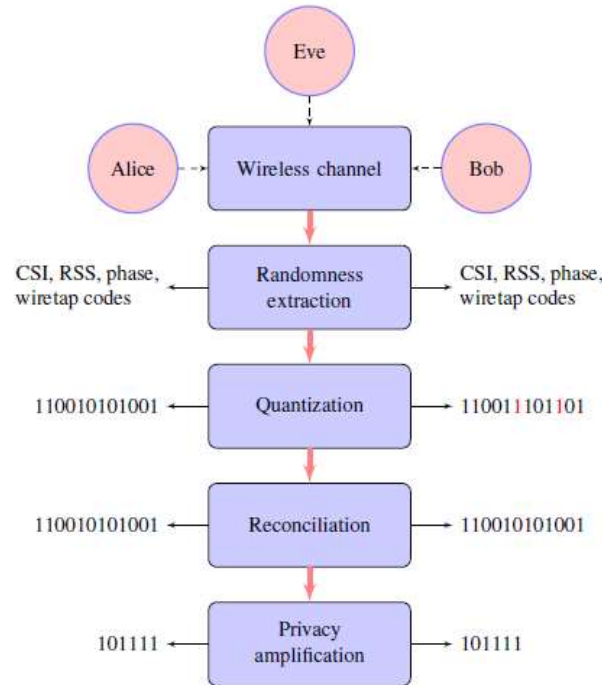 Eve
Alice
Wireless channel
Bob
CSI, RSS, phase,
wiretap codes
Randomness
extraction
CSI, RSS, phase,
wiretap codes
110010101001
Quantization
110011101101
110010101001
Reconciliation
110010101001
101111
Privacy
amplification
101111